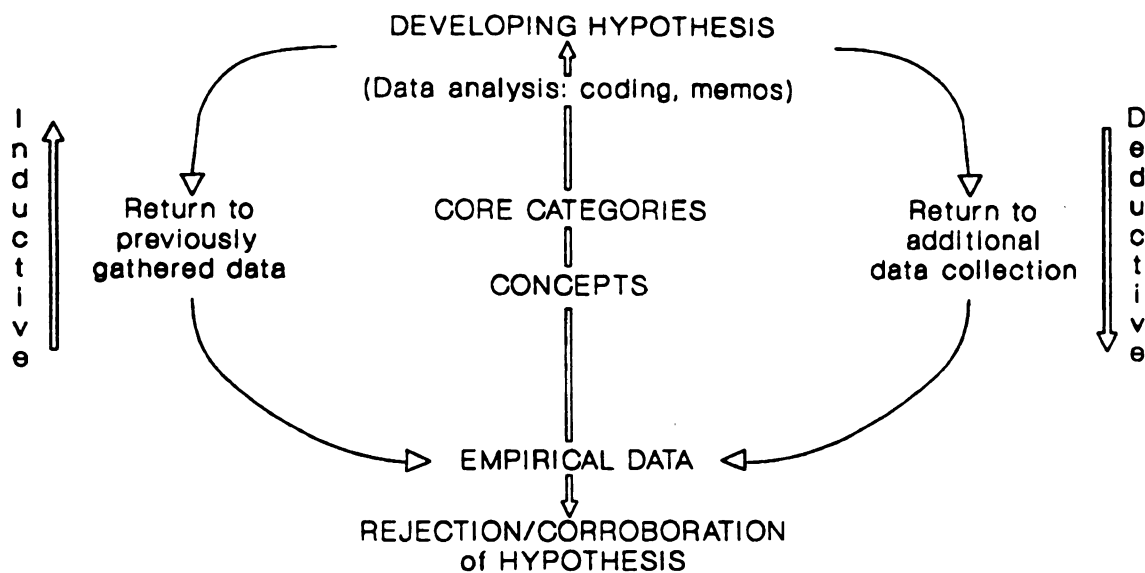 DEVELOPING HYPOTHESIS
(Data analysis: coding, memos)
Inductive
Return to
previously
gathered data
CORE CATEGORIES
CONCEPTS
Return to
additional
data collection
Deductive
EMPIRICAL DATA
REJECTION/CORROBORATION
of HYPOTHESIS